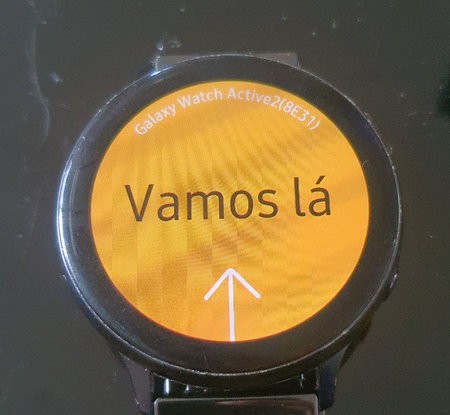 Galaxy Watch Active2(8E31)
Vamos lá